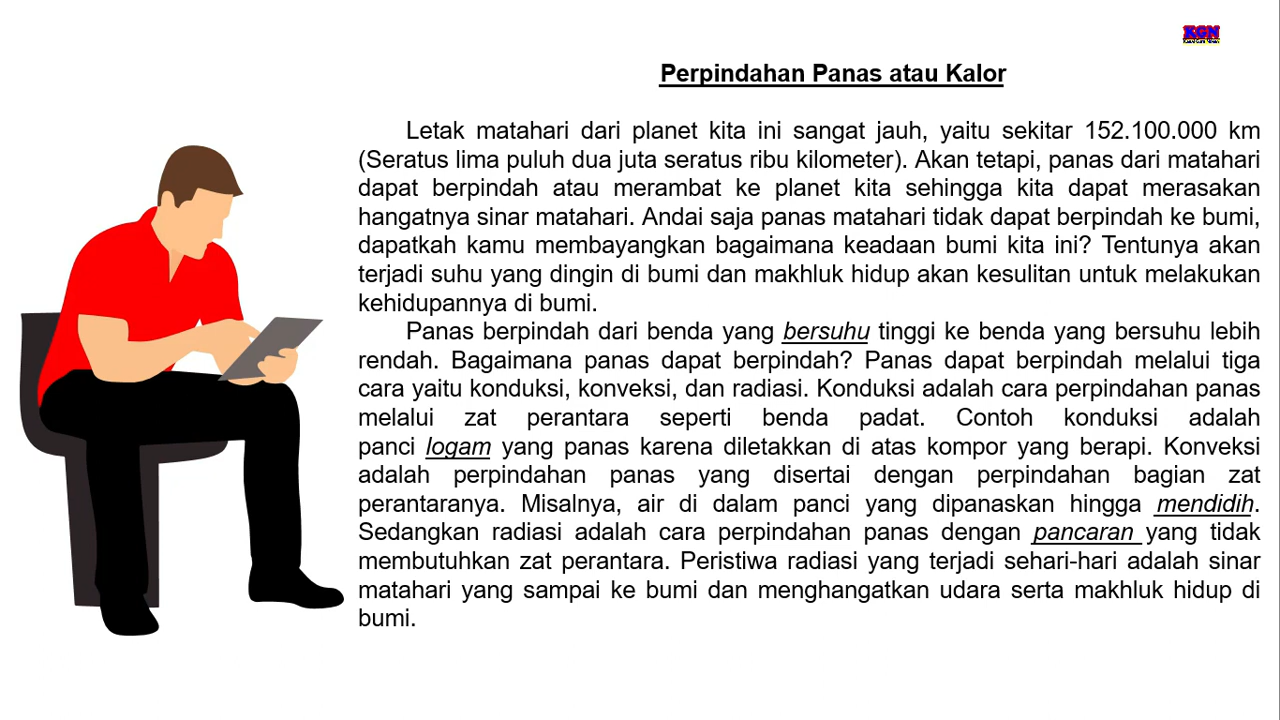 KGN
Perpindahan Panas atau Kalor
Letak matahari dari planet kita ini sangat jauh, yaitu sekitar 152.100.000 km
(Seratus lima puluh dua juta seratus ribu kilometer). Akan tetapi, panas dari matahari
dapat berpindah atau merambat ke planet kita sehingga kita dapat merasakan
hangatnya sinar matahari. Andai saja panas matahari tidak dapat berpindah ke bumi,
dapatkah kamu membayangkan bagaimana keadaan bumi kita ini? Tentunya akan
terjadi suhu yang dingin di bumi dan makhluk hidup akan kesulitan untuk melakukan
kehidupannya di bumi.
Panas berpindah dari benda yang bersuhu tinggi ke benda yang bersuhu lebih
rendah. Bagaimana panas dapat berpindah? Panas dapat berpindah melalui tiga
cara yaitu konduksi, konveksi, dan radiasi. Konduksi adalah cara perpindahan panas
melalui zat perantara seperti benda padat. Contoh konduksi adalah
panci logam yang panas karena diletakkan di atas kompor yang berapi. Konveksi
adalah perpindahan panas yang disertai dengan perpindahan bagian zat
perantaranya. Misalnya, air di dalam panci yang dipanaskan hingga mendidih.
Sedangkan radiasi adalah cara perpindahan panas dengan pancaran yang tidak
membutuhkan zat perantara. Peristiwa radiasi yang terjadi sehari-hari adalah sinar
matahari yang sampai ke bumi dan menghangatkan udara serta makhluk hidup di
bumi.